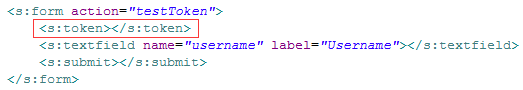 <s:form action="testToken">
<s:token></s:token>
<s:textfield name="username" label="Username"></s:textfield>
<s:submit></s:submit>
</s:form>